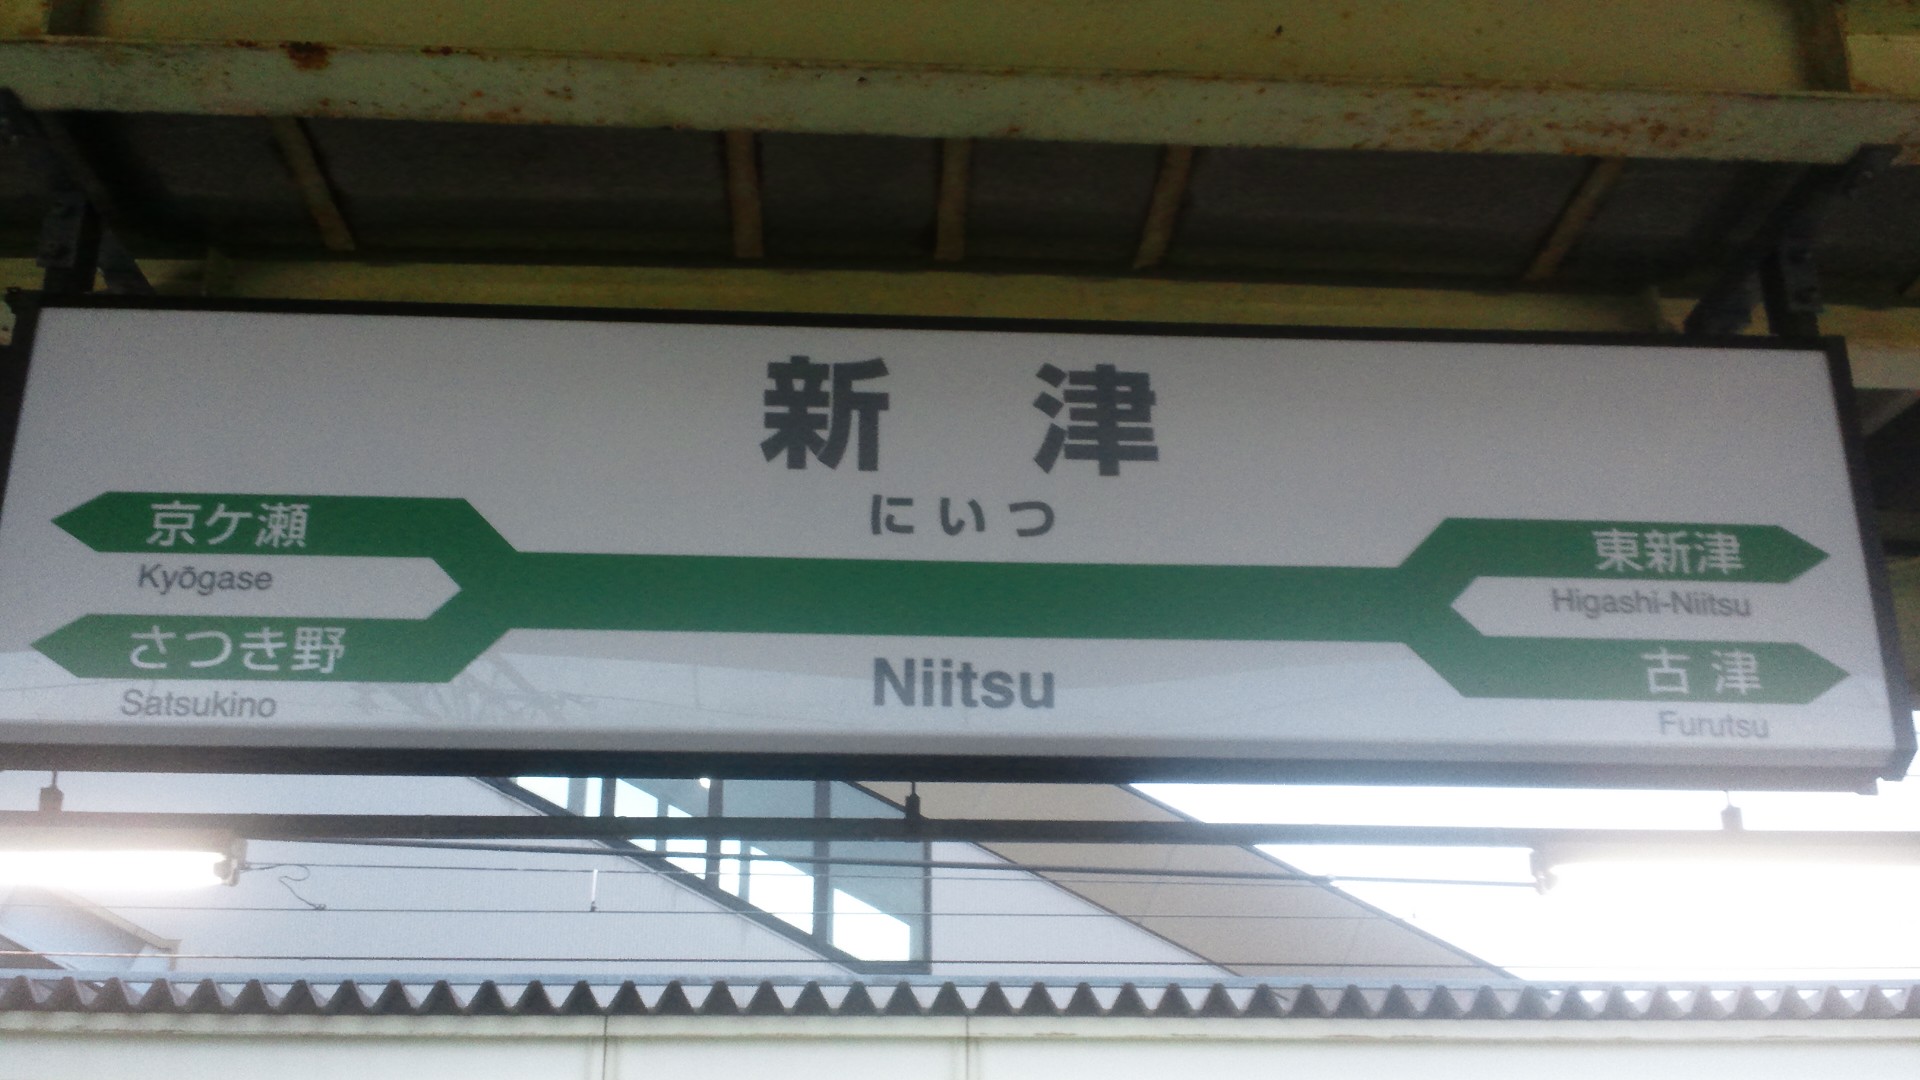 新津
にいつ
京ケ瀬
Kyōgase
さつき野
Satsukino
Niitsu
東新津
Higashi-Niitsu
古津
Furutsu